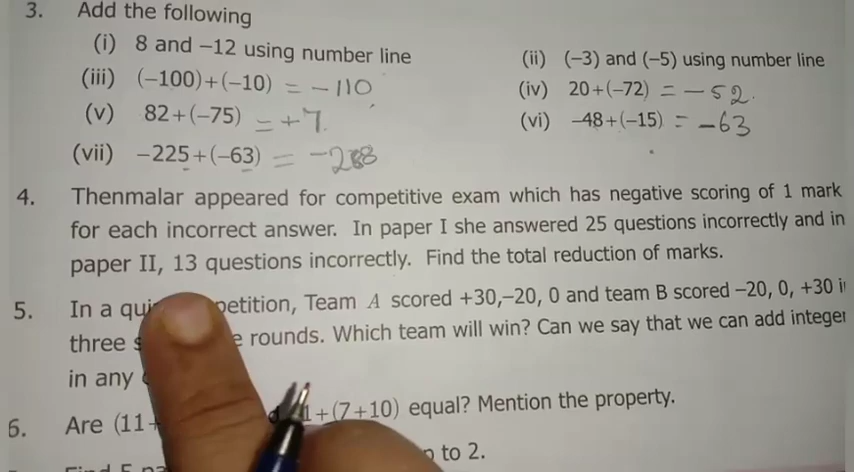 3. Add the following
(i) 8 and −12 using number line
(ii) (−3) and (−5) using number line
(iii) (−100)+(−10) = −110
(iv) 20+(−72) = −52.
(v) 82+(−75) = +7.
(vi) −48+(−15) = −63
(vii) −225+(−63) = −288
4. Thenmalar appeared for competitive exam which has negative scoring of 1 mark
for each incorrect answer. In paper I she answered 25 questions incorrectly and in
paper II, 13 questions incorrectly. Find the total reduction of marks.
5. In a petition, Team A scored +30,−20, 0 and team B scored −20, 0, +30 i
three rounds. Which team will win? Can we say that we can add integer
in any
6. Are (11+ 1+(7+10) equal? Mention the property.
5 to 2.